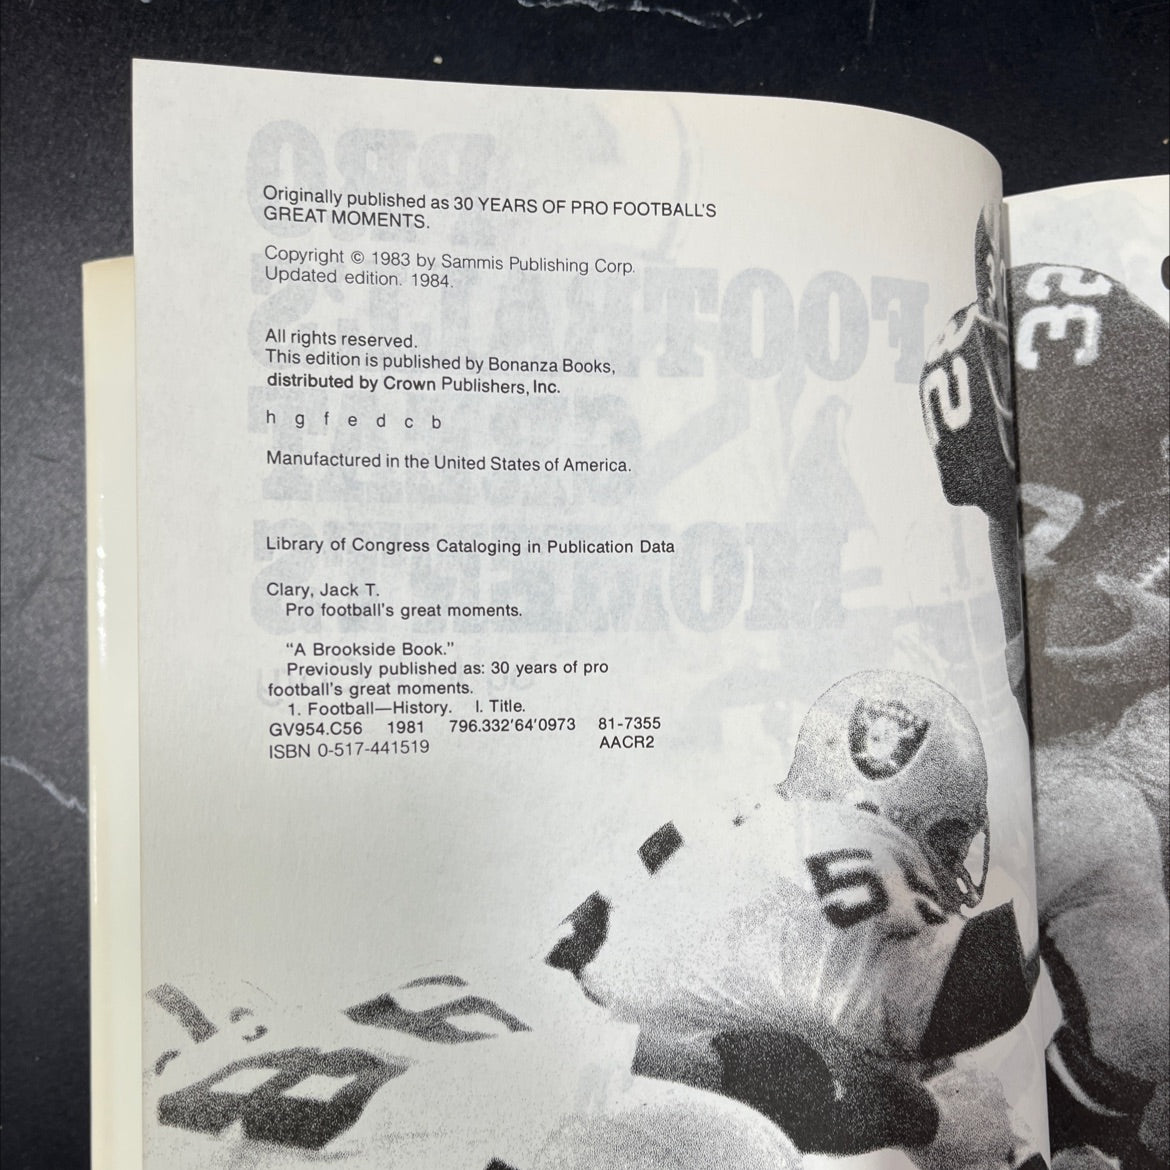 Originally published as 30 YEARS OF PRO FOOTBALL'S
GREAT MOMENTS.
Copyright © 1983 by Sammis Publishing Corp.
Updated edition. 1984.
All rights reserved.
This edition is published by Bonanza Books,
distributed by Crown Publishers, Inc.
h g f e d c b
Manufactured in the United States of America.
Library of Congress Cataloging in Publication Data
Clary, Jack T.
Pro football's great moments.
"A Brookside Book."
Previously published as: 30 years of pro
football's great moments.
1. Football—History. I. Title.
GV954.C56 1981 796.332'64'0973 81-7355
ISBN 0-517-441519 AACR2
32
2
5
8